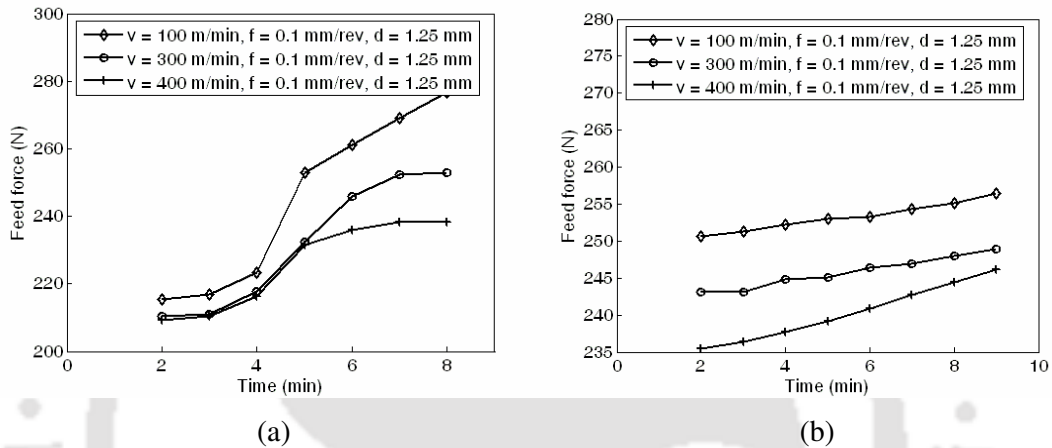 300
280
260
240
220
200
0
2
4
6
8
Feed force (N)
Time (min)
v = 100 m/min, f = 0.1 mm/rev, d = 1.25 mm
v = 300 m/min, f = 0.1 mm/rev, d = 1.25 mm
v = 400 m/min, f = 0.1 mm/rev, d = 1.25 mm
(a)
280
275
270
265
260
255
250
245
240
235
0
2
4
6
8
10
Feed force (N)
Time (min)
v = 100 m/min, f = 0.1 mm/rev, d = 1.25 mm
v = 300 m/min, f = 0.1 mm/rev, d = 1.25 mm
v = 400 m/min, f = 0.1 mm/rev, d = 1.25 mm
(b)